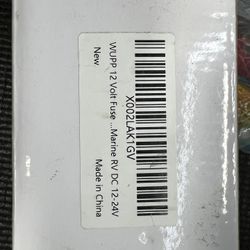 X002LAK1GV
WUPP 12 Volt Fuse ...Marine RV DC 12-24V
New
Made in China